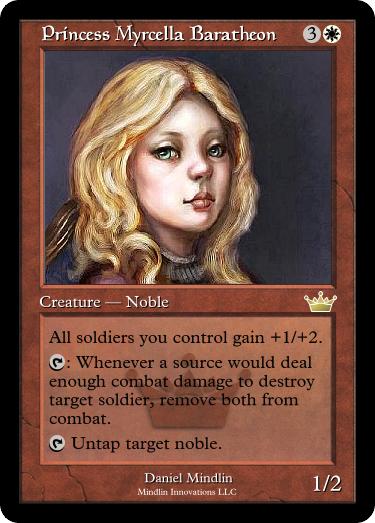 Princess Myrcella Baratheon 3
Creature — Noble
All soldiers you control gain +1/+2.
: Whenever a source would deal
enough combat damage to destroy
target soldier, remove both from
combat.
Untap target noble.
Daniel Mindlin
Mindlin Innovations LLC
1/2